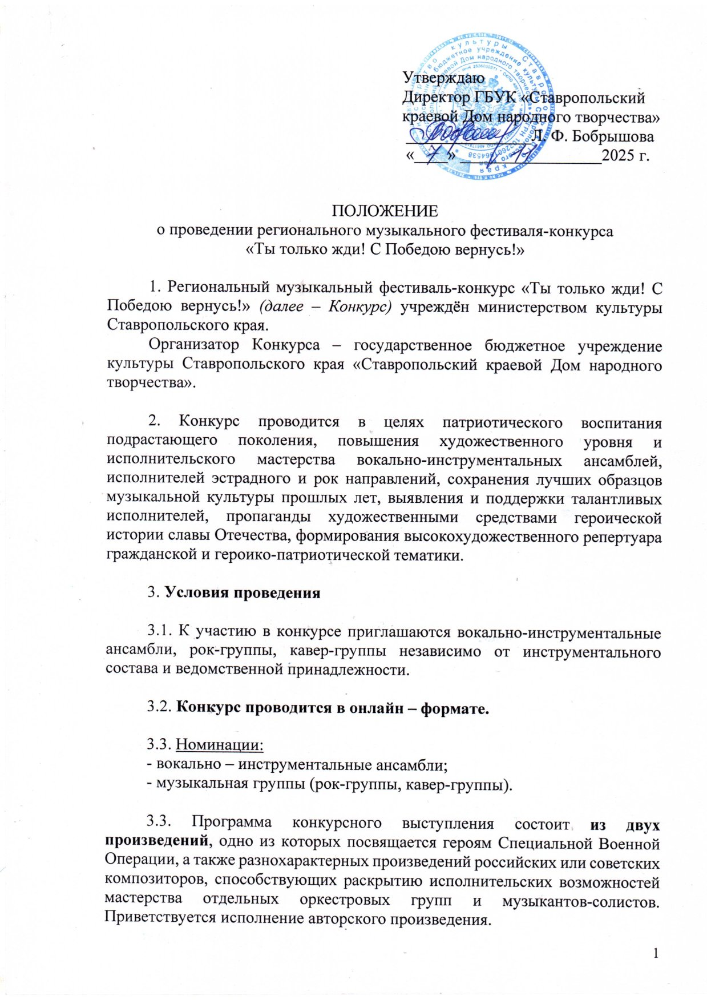 Утверждаю
Директор ГБУК «Ставропольский
краевой Дом народного творчества»
Л. Ф. Бобрышова
«7» 11 2025 г.
ПОЛОЖЕНИЕ
о проведении регионального музыкального фестиваля-конкурса
«Ты только жди! С Победою вернусь!»
1. Региональный музыкальный фестиваль-конкурс «Ты только жди! С
Победою вернусь!» (далее – Конкурс) учреждён министерством культуры
Ставропольского края.
Организатор Конкурса – государственное бюджетное учреждение
культуры Ставропольского края «Ставропольский краевой Дом народного
творчества».
2. Конкурс проводится в целях патриотического воспитания
подрастающего поколения, повышения художественного уровня и
исполнительского мастерства вокально-инструментальных ансамблей,
исполнителей эстрадного и рок направлений, сохранения лучших образцов
музыкальной культуры прошлых лет, выявления и поддержки талантливых
исполнителей, пропаганды художественными средствами героической
истории славы Отечества, формирования высокохудожественного репертуара
гражданской и героико-патриотической тематики.
3. Условия проведения
3.1. К участию в конкурсе приглашаются вокально-инструментальные
ансамбли, рок-группы, кавер-группы независимо от инструментального
состава и ведомственной принадлежности.
3.2. Конкурс проводится в онлайн – формате.
3.3. Номинации:
- вокально – инструментальные ансамбли;
- музыкальная группы (рок-группы, кавер-группы).
3.3. Программа конкурсного выступления состоит из двух
произведений, одно из которых посвящается героям Специальной Военной
Операции, а также разнохарактерных произведений российских или советских
композиторов, способствующих раскрытию исполнительских возможностей
мастерства отдельных оркестровых групп и музыкантов-солистов.
Приветствуется исполнение авторского произведения.
1